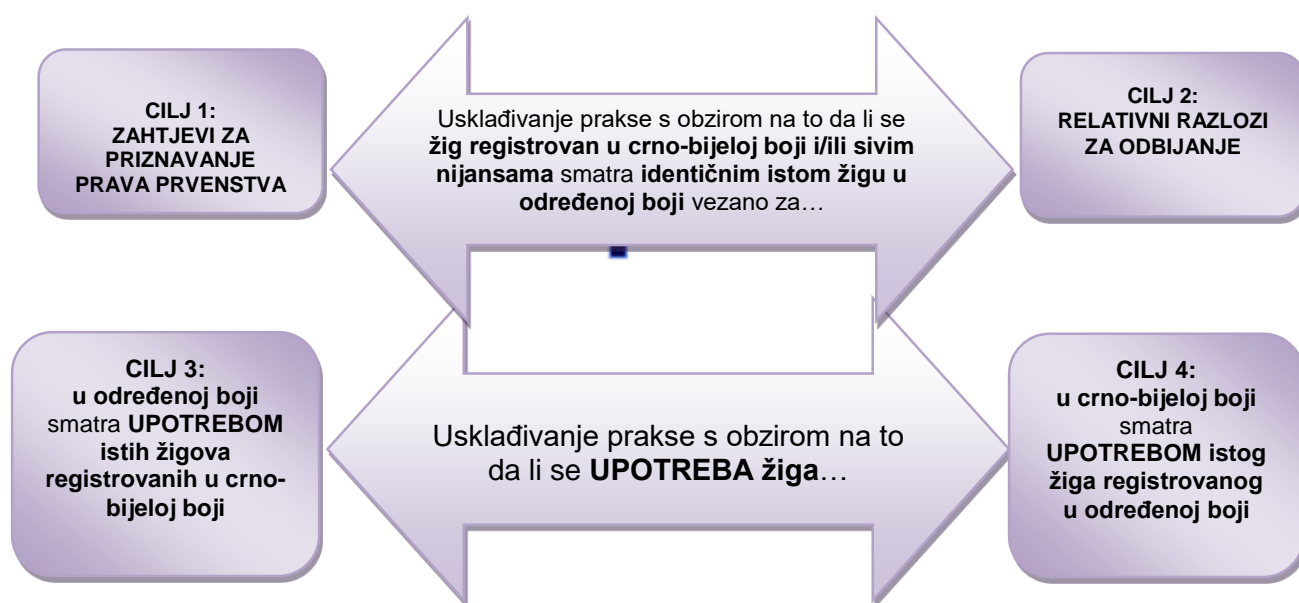 CILJ 1:
ZAHTJEVI ZA
PRIZNAVANJE
PRAVA PRVENSTVA
Usklađivanje prakse s obzirom na to da li se
žig registrovan u crno-bijeloj boji i/ili sivim
nijansama smatra identičnim istom žigu u
određenoj boji vezano za…
CILJ 2:
RELATIVNI RAZLOZI
ZA ODBIJANJE
CILJ 3:
u određenoj boji
smatra UPOTREBOM
istih žigova
registrovanih u crno-
bijeloj boji
Usklađivanje prakse s obzirom na to
da li se UPOTREBA žiga…
CILJ 4:
u crno-bijeloj boji
smatra
UPOTREBOM istog
žiga registrovanog
u određenoj boji